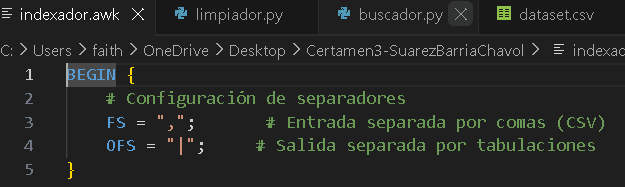 indexador.awk limpiador.py buscador.py dataset.csv
C: > Users > faith > OneDrive > Desktop > Certamen3-SuarezBarriaChavol > indexad
1 BEGIN {
2 # Configuración de separadores
3 FS = ","; # Entrada separada por comas (CSV)
4 OFS = "|"; # Salida separada por tabulaciones
5 }